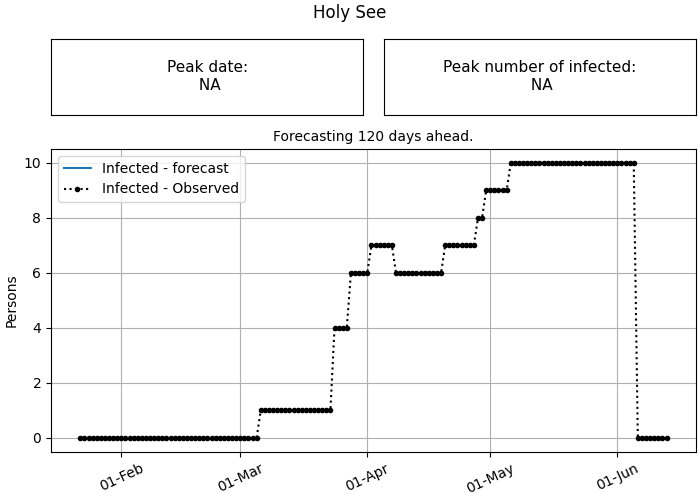 Holy See
Peak date:
NA
Peak number of infected:
NA
Forecasting 120 days ahead.
Infected - forecast
Infected - Observed
Persons
10
8
6
4
2
0
01-Feb
01-Mar
01-Apr
01-May
01-Jun